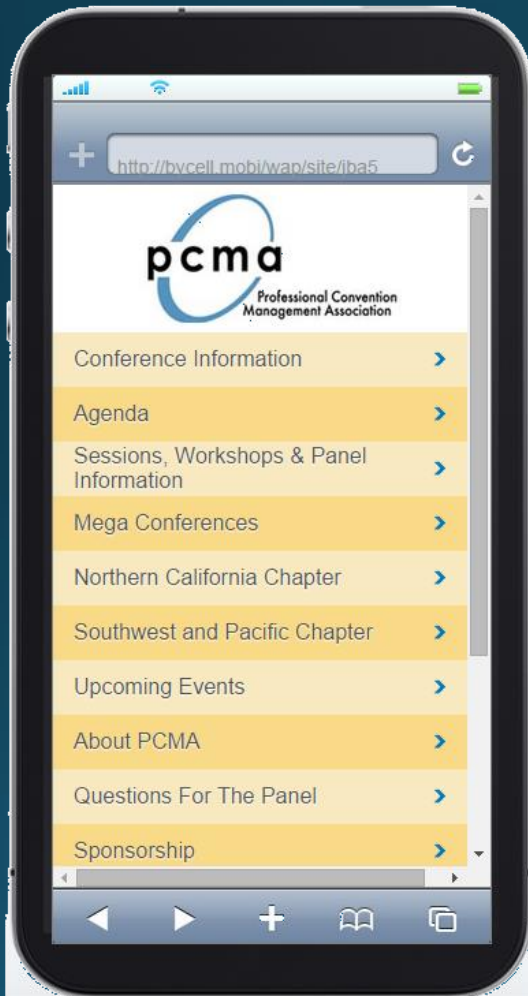 http://bvcell.mobi/wap/site/iba5
pcma
Professional Convention
Management Association
Conference Information
Agenda
Sessions, Workshops & Panel
Information
Mega Conferences
Northern California Chapter
Southwest and Pacific Chapter
Upcoming Events
About PCMA
Questions For The Panel
Sponsorship